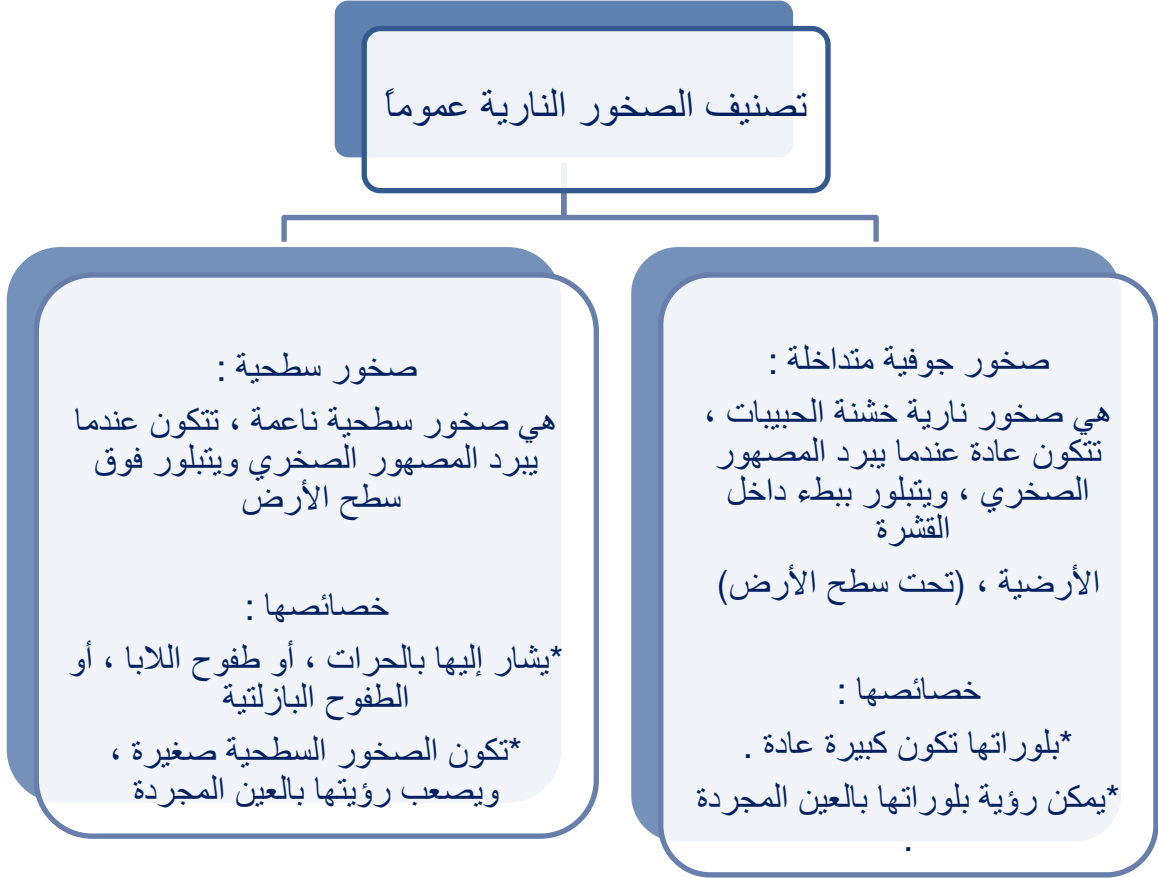 تصنيف الصخور النارية عموماً
صخور جوفية متداخلة :
هي صخور نارية خشنة الحبيبات ،
تتكون عادة عندما يبرد المصهور
الصخري ، ويتبلور ببطء داخل
القشرة
الأرضية ، (تحت سطح الأرض)
خصائصها :
*بلوراتها تكون كبيرة عادة .
*يمكن رؤية بلوراتها بالعين المجردة
.
صخور سطحية :
هي صخور سطحية ناعمة ، تتكون عندما
يبرد المصهور الصخري ويتبلور فوق
سطح الأرض
خصائصها :
*يشار إليها بالحرات ، أو طفوح اللابا ، أو
الطفوح البازلتية
*تكون الصخور السطحية صغيرة ،
ويصعب رؤيتها بالعين المجردة